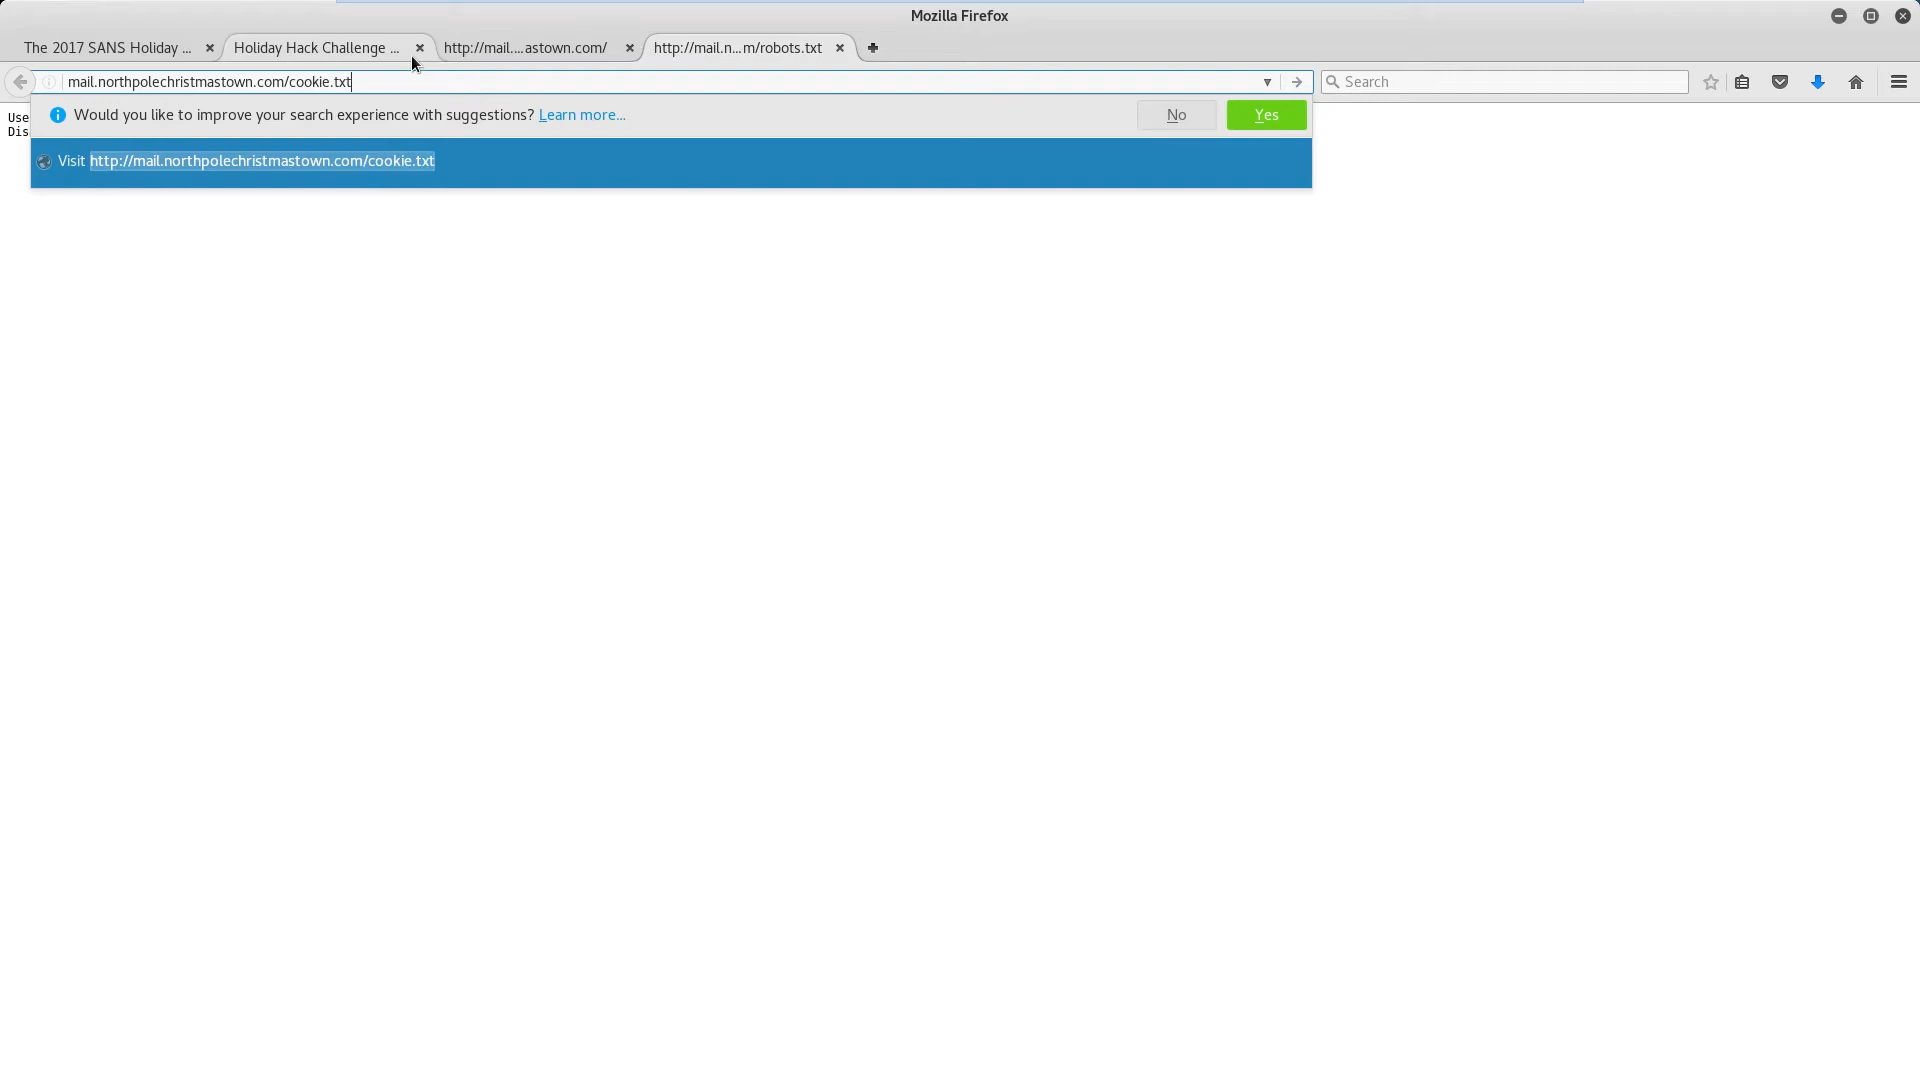 Mozilla Firefox
The 2017 SANS Holiday ...
Holiday Hack Challenge ...
http://mail....astown.com/
http://mail.n...m/robots.txt
mail.northpolechristmastown.com/cookie.txt
Search
Use
Dis
Would you like to improve your search experience with suggestions? Learn more...
No
Yes
Visit http://mail.northpolechristmastown.com/cookie.txt